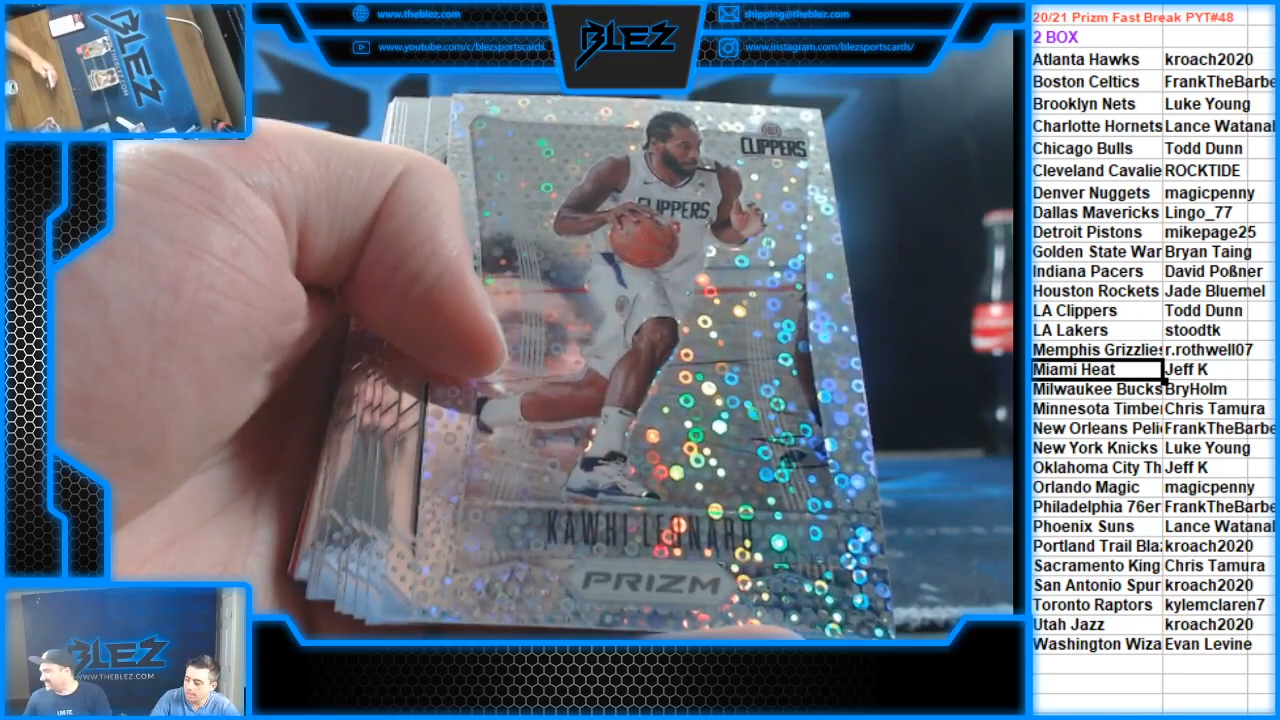 www.theblez.com
shipping@theblez.com
www.youtube.com/c/blezsportscards
www.instagram.com/blezsportscards/
BLEZ
CLIPPERS
CLIPPERS
KAWHI LEONARD
PRIZM
BLEZ
BLEZ
WWW.THEBLEZ.COM
20/21 Prizm Fast Break PYT#48
2 BOX
Atlanta Hawks kroach2020
Boston Celtics FrankTheBarbe
Brooklyn Nets Luke Young
Charlotte Hornets Lance Watanal
Chicago Bulls Todd Dunn
Cleveland Cavalie ROCKTIDE
Denver Nuggets magicpenny
Dallas Mavericks Lingo_77
Detroit Pistons mikepage25
Golden State War Bryan Taing
Indiana Pacers David Poßner
Houston Rockets Jade Bluemel
LA Clippers Todd Dunn
LA Lakers stoodtk
Memphis Grizzlies r.rothwell07
Miami Heat Jeff K
Milwaukee Bucks BryHolm
Minnesota Timber Chris Tamura
New Orleans Peli FrankTheBarbe
New York Knicks Luke Young
Oklahoma City Th Jeff K
Orlando Magic magicpenny
Philadelphia 76er FrankTheBarbe
Phoenix Suns Lance Watanal
Portland Trail Bla kroach2020
Sacramento King Chris Tamura
San Antonio Spur kroach2020
Toronto Raptors kylemclaren7
Utah Jazz kroach2020
Washington Wiza Evan Levine